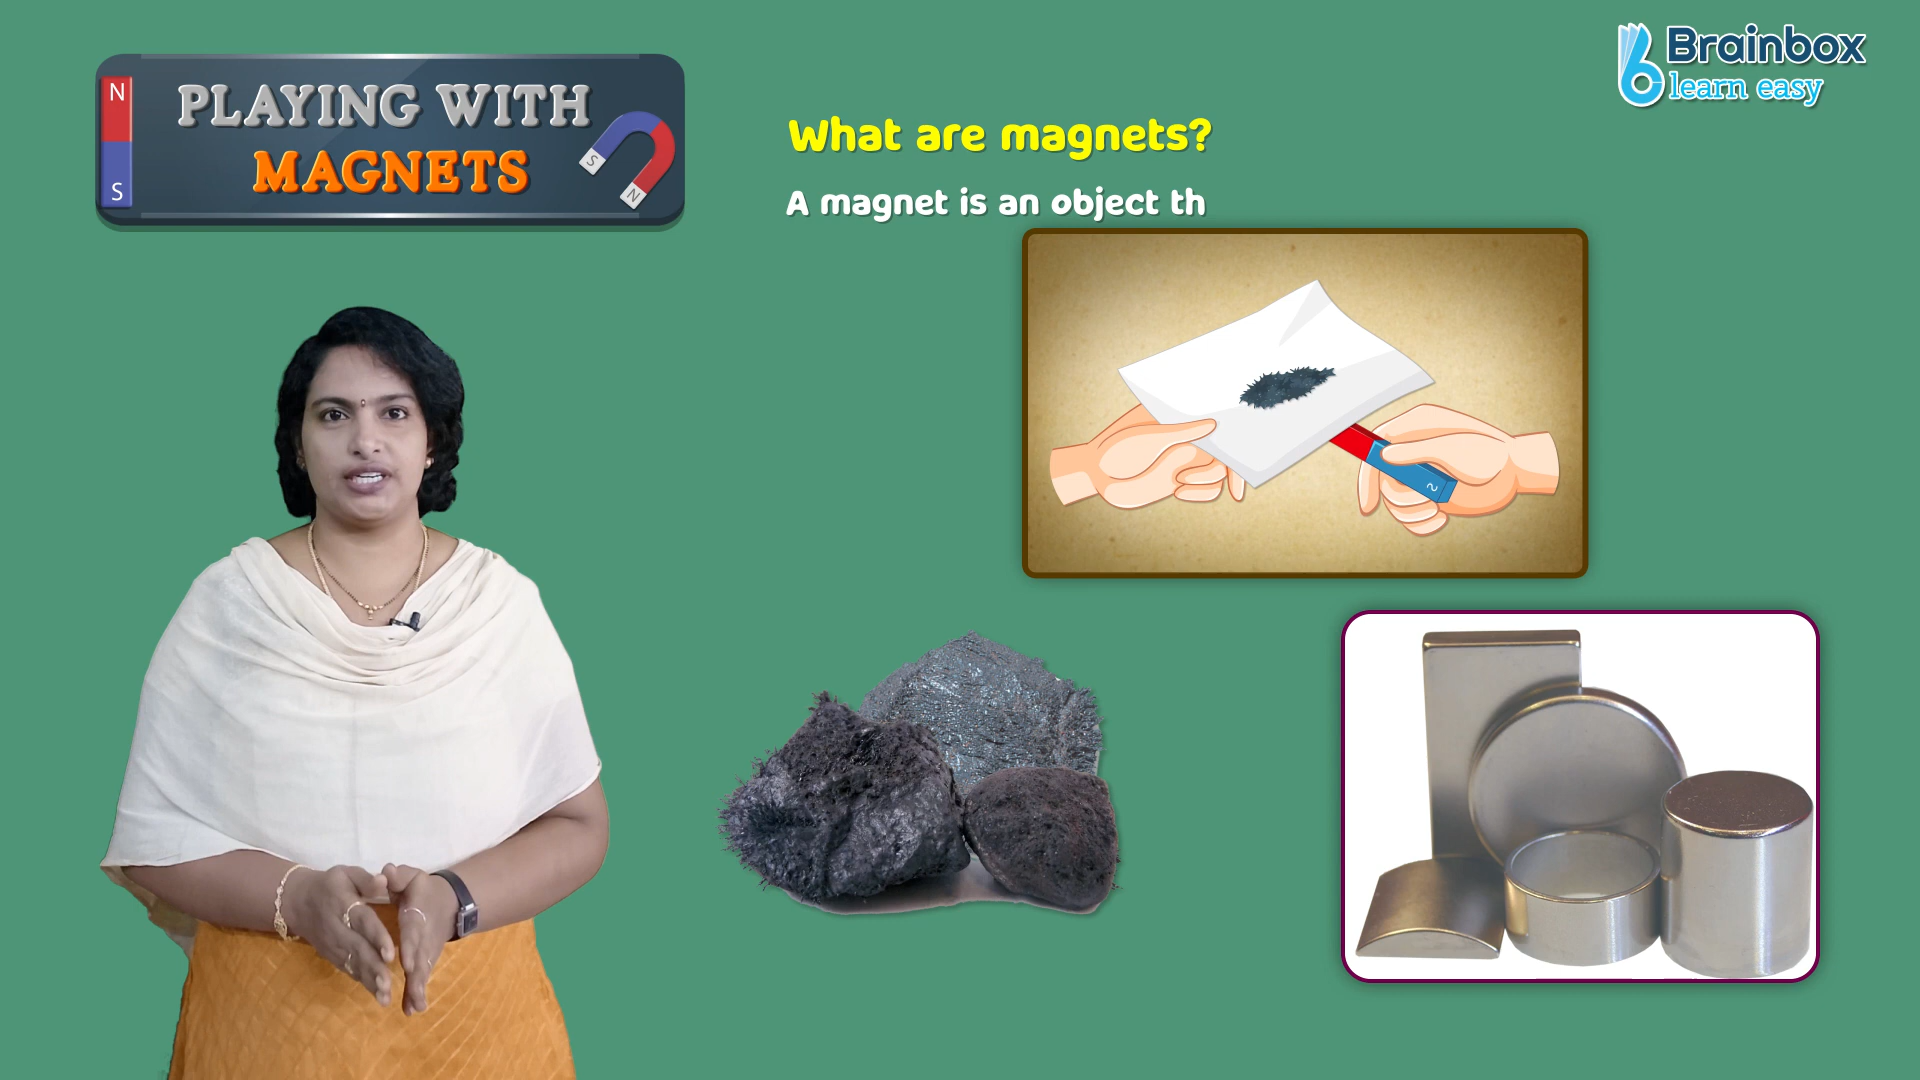 N
PLAYING WITH
MAGNETS
S
S
N
Brainbox
learn easy
What are magnets?
A magnet is an object th